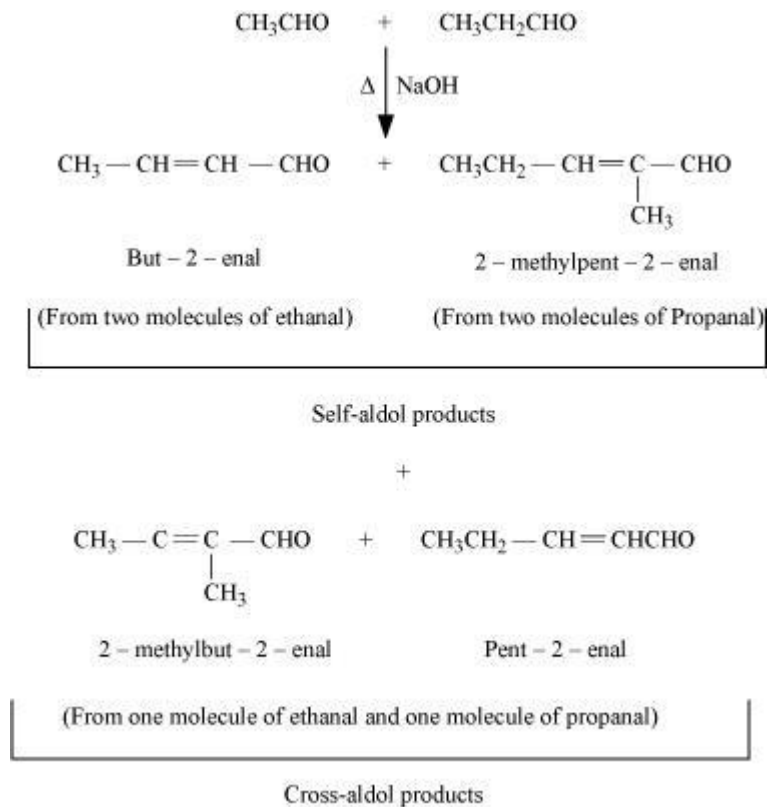 CH₃CHO + CH₃CH₂CHO
Δ NaOH
CH₃ — CH = CH — CHO + CH₃CH₂ — CH = C — CHO
|
CH₃
But – 2 – enal 2 – methylpent – 2 – enal
(From two molecules of ethanal) (From two molecules of Propanal)
Self-aldol products
+
CH₃ — C = C — CHO + CH₃CH₂ — CH = CHCHO
|
CH₃
2 – methylbut – 2 – enal Pent – 2 – enal
(From one molecule of ethanal and one molecule of propanal)
Cross-aldol products